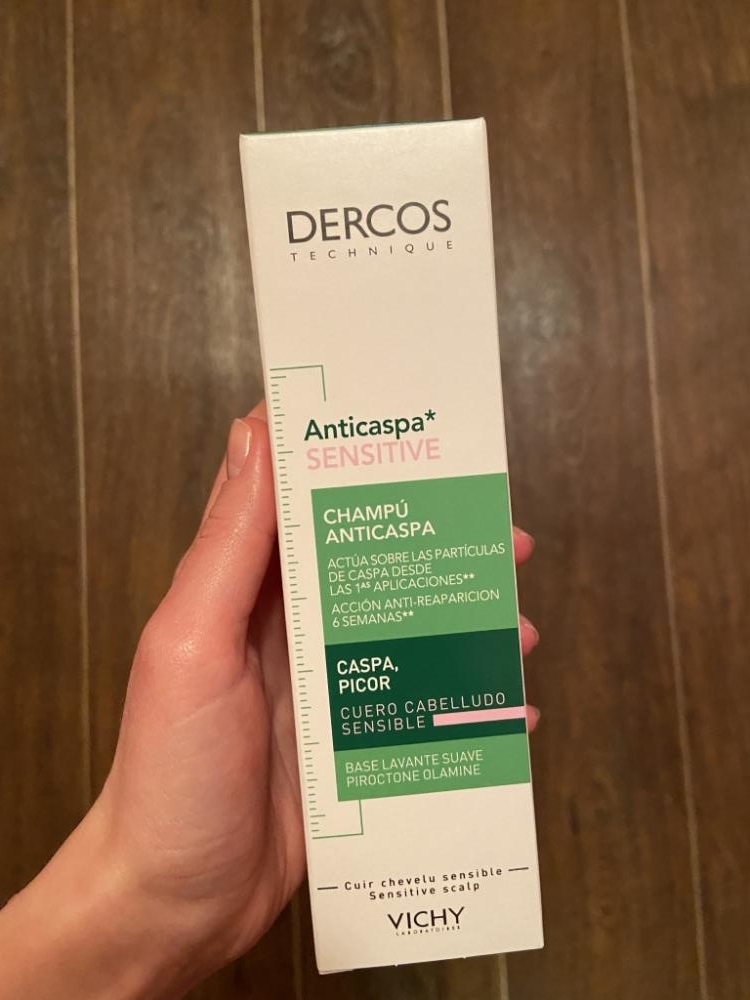 DERCOS
TECHNIQUE
Anticaspa*
SENSITIVE
CHAMPÚ
ANTICASPA
ACTÚA SOBRE LAS PARTÍCULAS
DE CASPA DESDE
LAS 1ᴬˢ APLICACIONES**
ACCIÓN ANTI-REAPARICION
6 SEMANAS**
CASPA,
PICOR
CUERO CABELLUDO
SENSIBLE
BASE LAVANTE SUAVE
PIROCTONE OLAMINE
Cuir chevelu sensible
Sensitive scalp
VICHY
LABORATOIRES